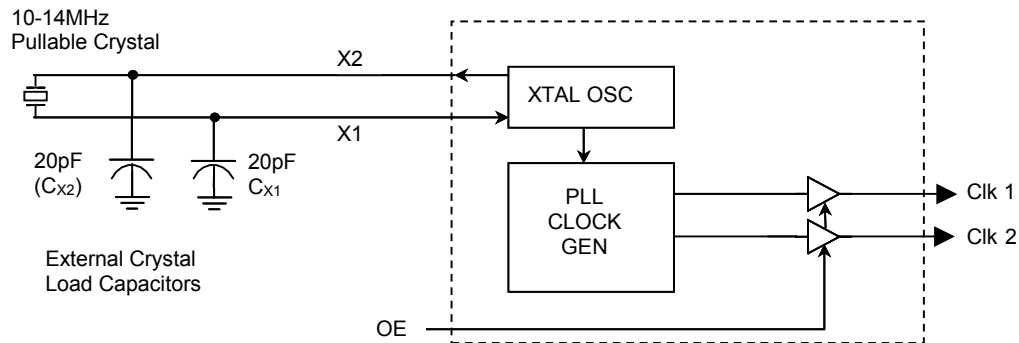 10-14MHz
Pullable Crystal
X2
XTAL OSC
X1
20pF
(CX2)
20pF
CX1
PLL
CLOCK
GEN
Clk 1
Clk 2
External Crystal
Load Capacitors
OE